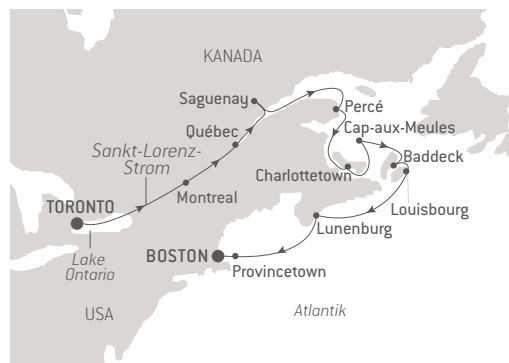 KANADA
Saguenay
Percé
Québec
Cap-aux-Meules
Sankt-Lorenz-
Strom
Baddeck
Charlottetown
Montreal
TORONTO
Louisbourg
Lunenburg
Lake
Ontario
BOSTON
Provincetown
USA
Atlantik